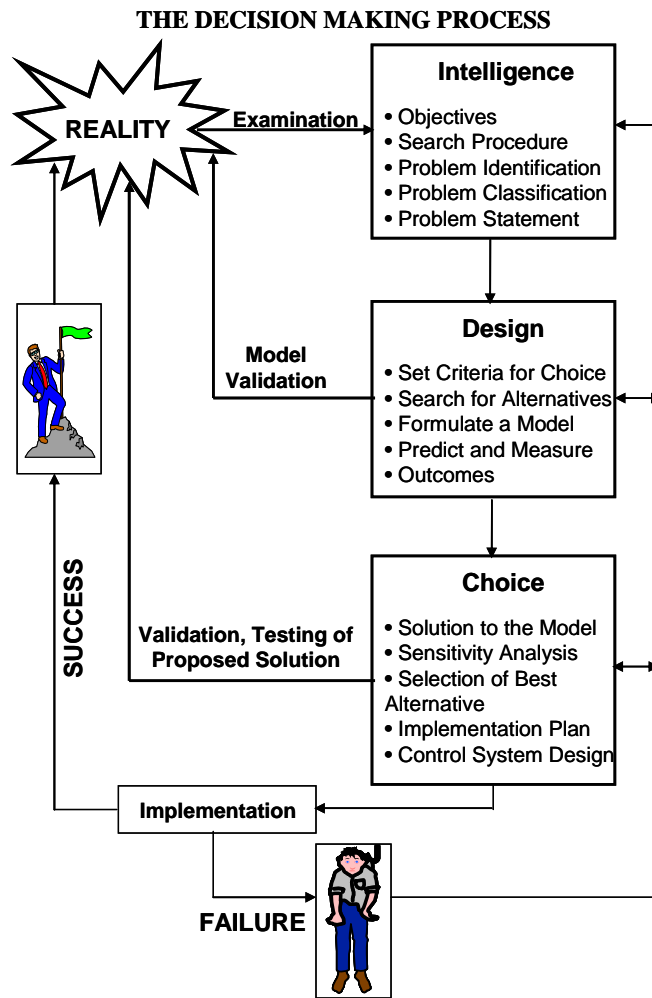 THE DECISION MAKING PROCESS
REALITY
Examination
Intelligence
• Objectives
• Search Procedure
• Problem Identification
• Problem Classification
• Problem Statement
Model
Validation
Design
• Set Criteria for Choice
• Search for Alternatives
• Formulate a Model
• Predict and Measure
• Outcomes
SUCCESS
Validation, Testing of
Proposed Solution
Choice
• Solution to the Model
• Sensitivity Analysis
• Selection of Best
Alternative
• Implementation Plan
• Control System Design
Implementation
FAILURE